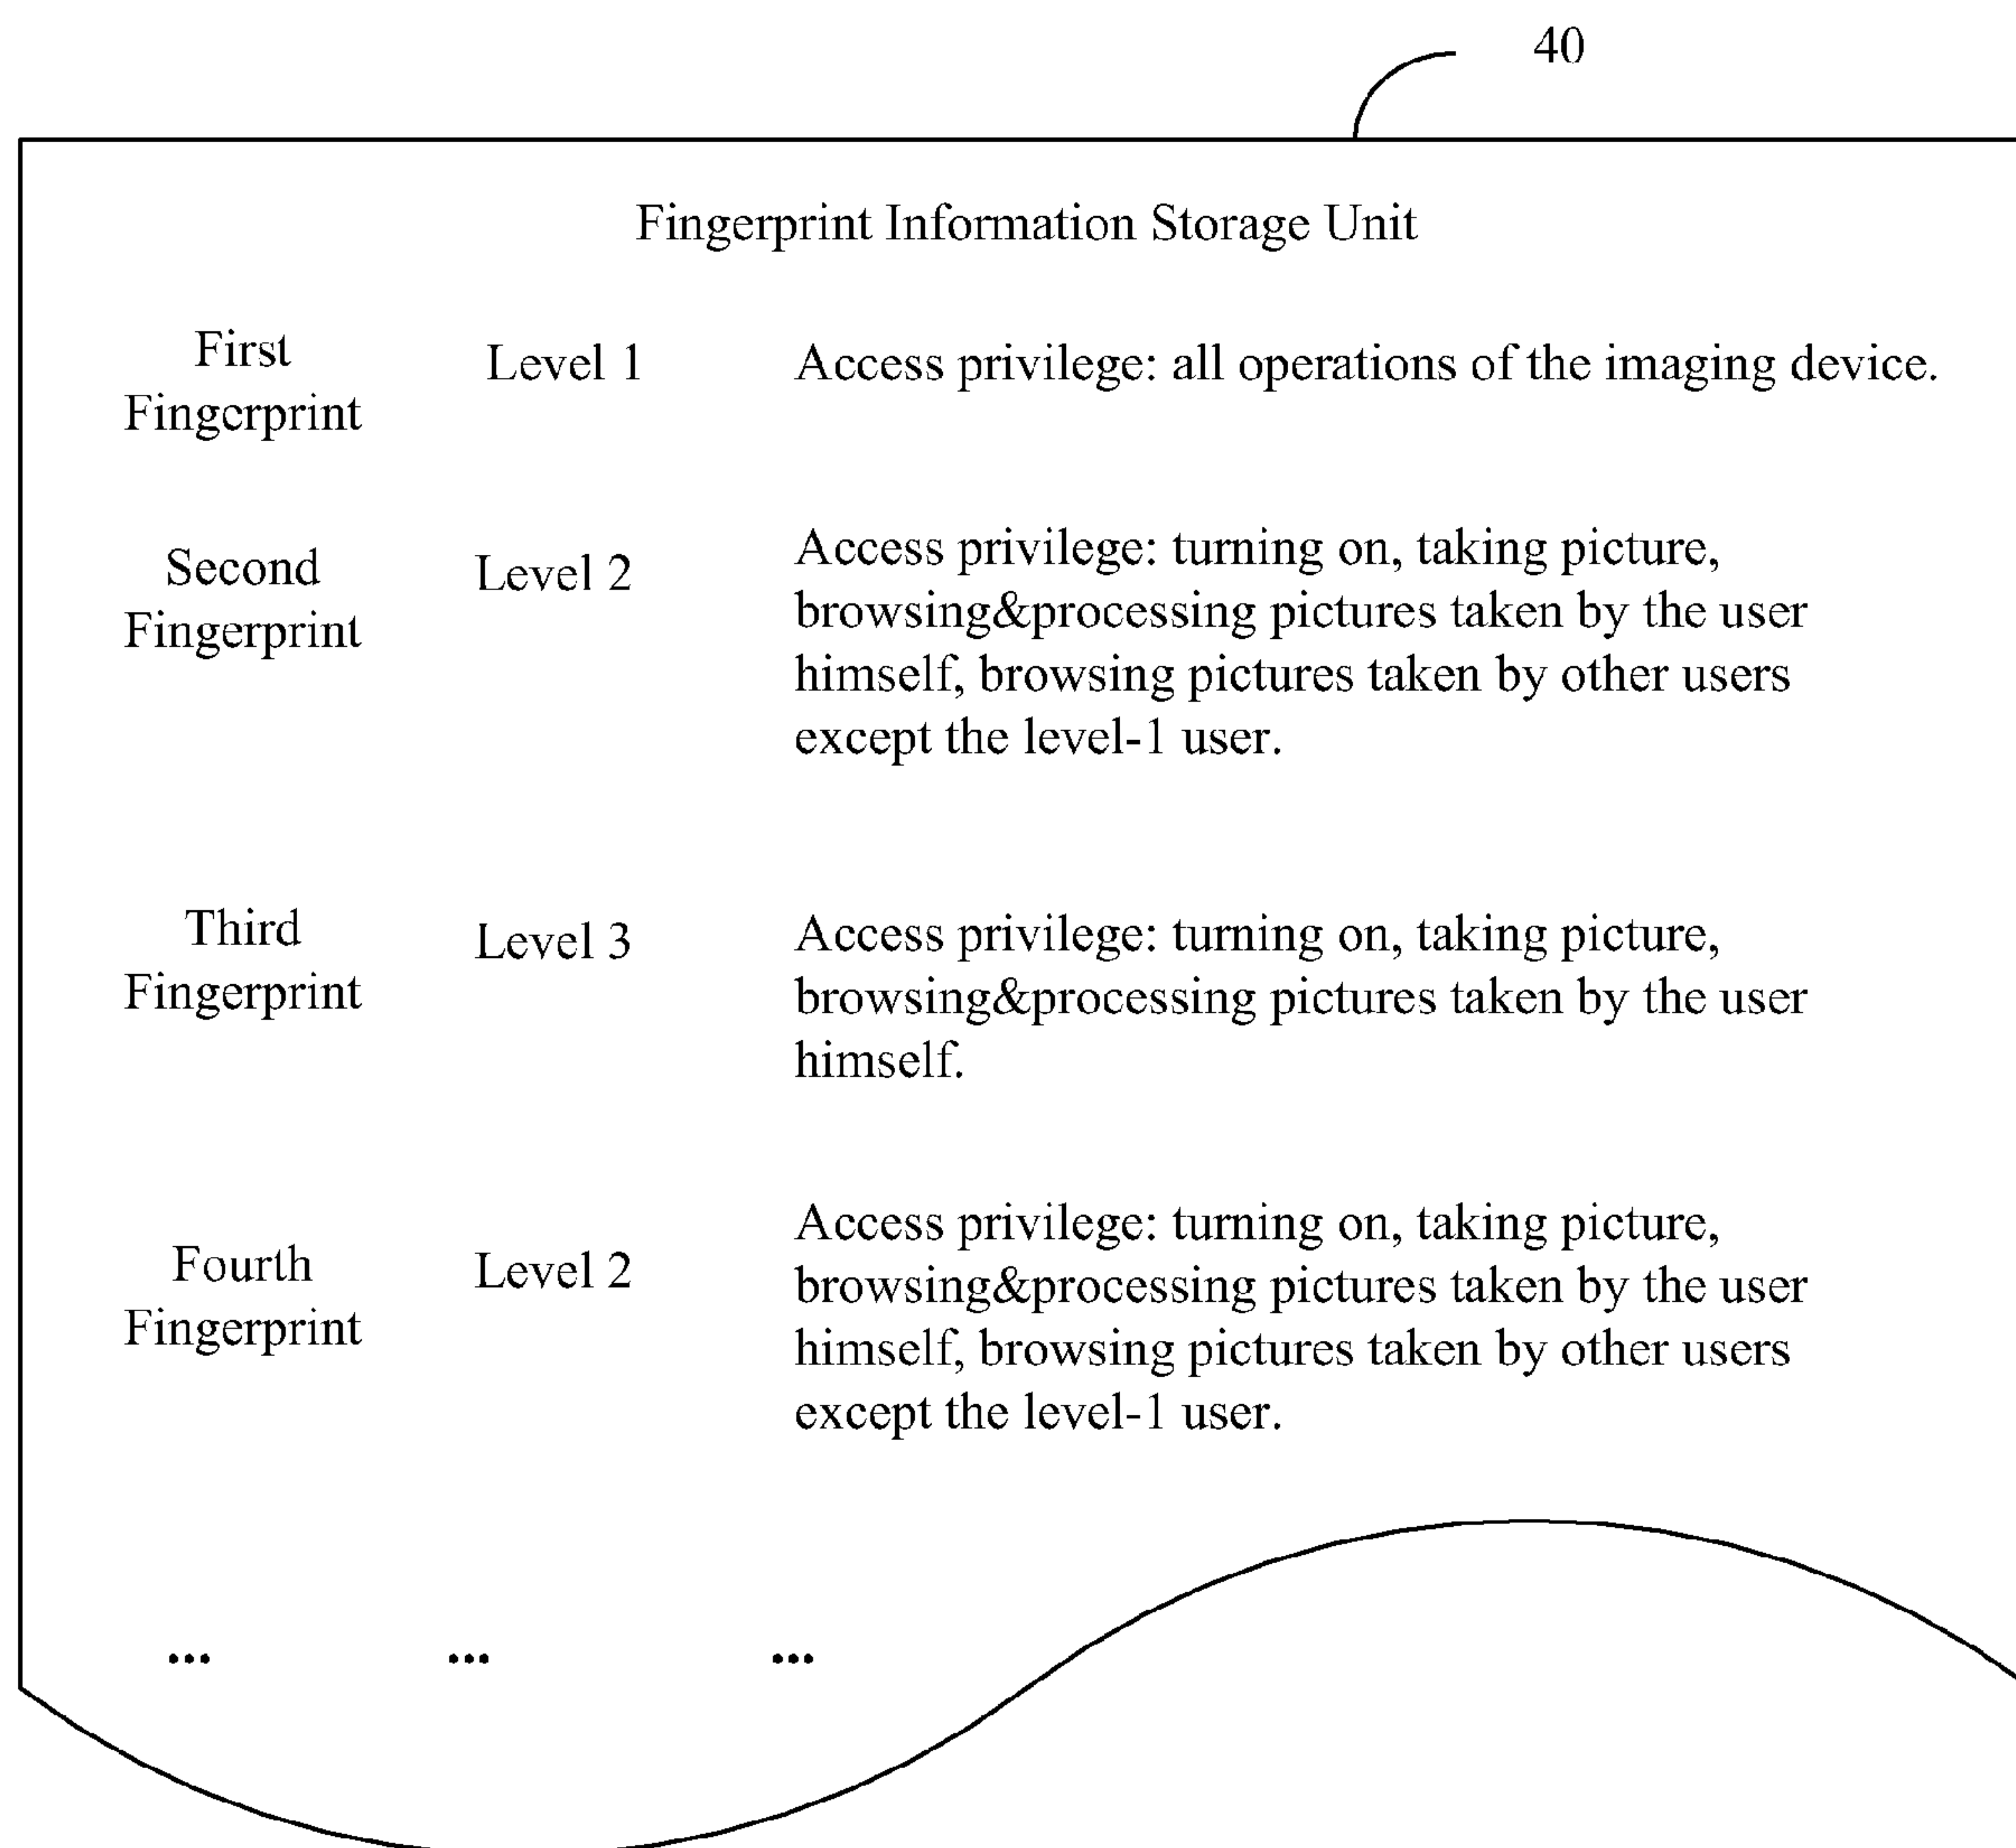 40
Fingerprint Information Storage Unit
First
Fingerprint
Level 1
Access privilege: all operations of the imaging device.
Second
Fingerprint
Level 2
Access privilege: turning on, taking picture,
browsing&processing pictures taken by the user
himself, browsing pictures taken by other users
except the level-1 user.
Third
Fingerprint
Level 3
Access privilege: turning on, taking picture,
browsing&processing pictures taken by the user
himself.
Fourth
Fingerprint
Level 2
Access privilege: turning on, taking picture,
browsing&processing pictures taken by the user
himself, browsing pictures taken by other users
except the level-1 user.
... ... ...